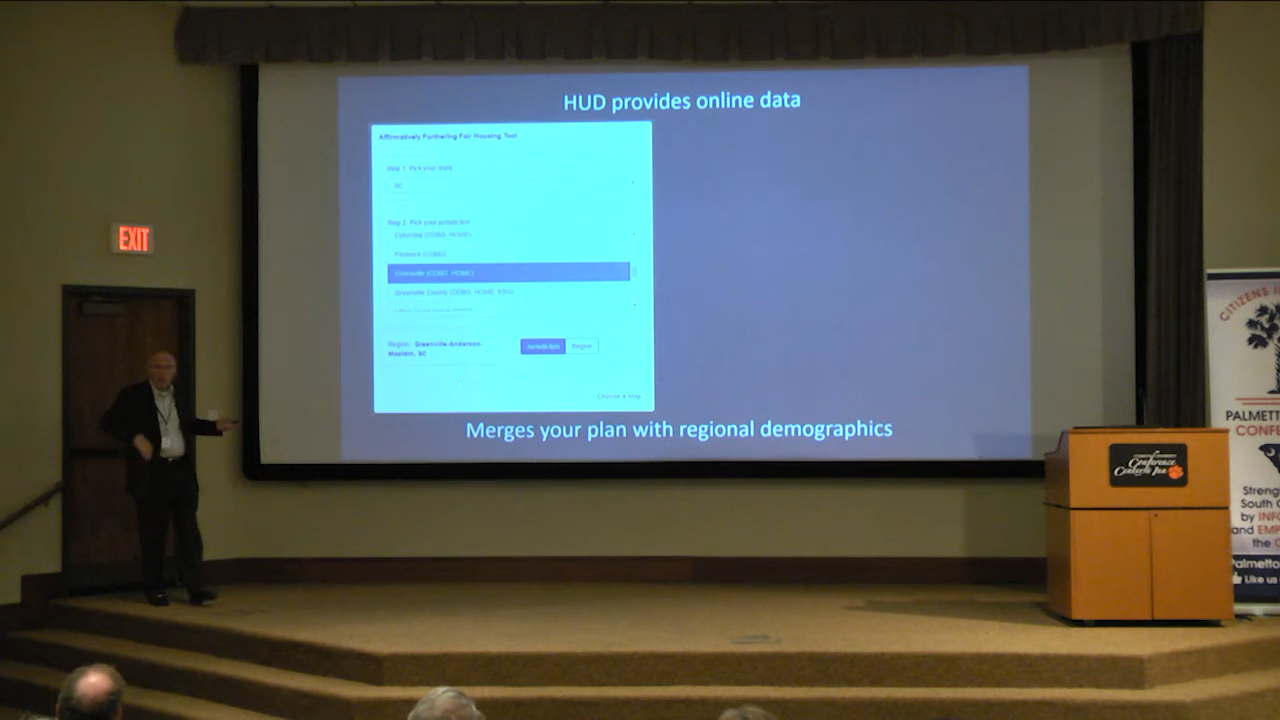 HUD provides online data
Affirmatively Furthering Fair Housing Tool
Step 1. Pick your state
SC
Step 2. Pick your jurisdiction
Columbia (CDBG, HOME)
Florence (CDBG)
Greenville (CDBG, HOME)
Greenville County (CDBG, HOME, ESG)
Region: Greenville-Anderson-
Mauldin, SC
Jurisdiction
Region
Choose a Map
Merges your plan with regional demographics
EXIT
Conference
Center & Inn
CITIZENS
PALMETTO
CONFE
Streng
South
by INFO
and EMP
the
Palmetto
Like us